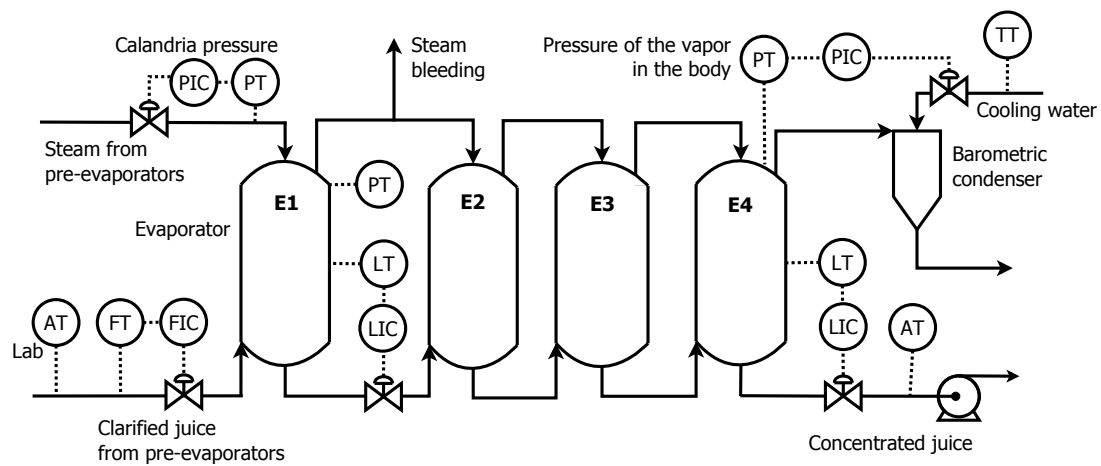 Calandria pressure
PIC
PT
Steam
bleeding
Pressure of the vapor
in the body
PT
PIC
TT
Cooling water
Steam from
pre-evaporators
Barometric
condenser
PT
E1
E2
E3
E4
Evaporator
LT
LT
AT
FT
FIC
LIC
LIC
AT
Lab
Clarified juice
from pre-evaporators
Concentrated juice